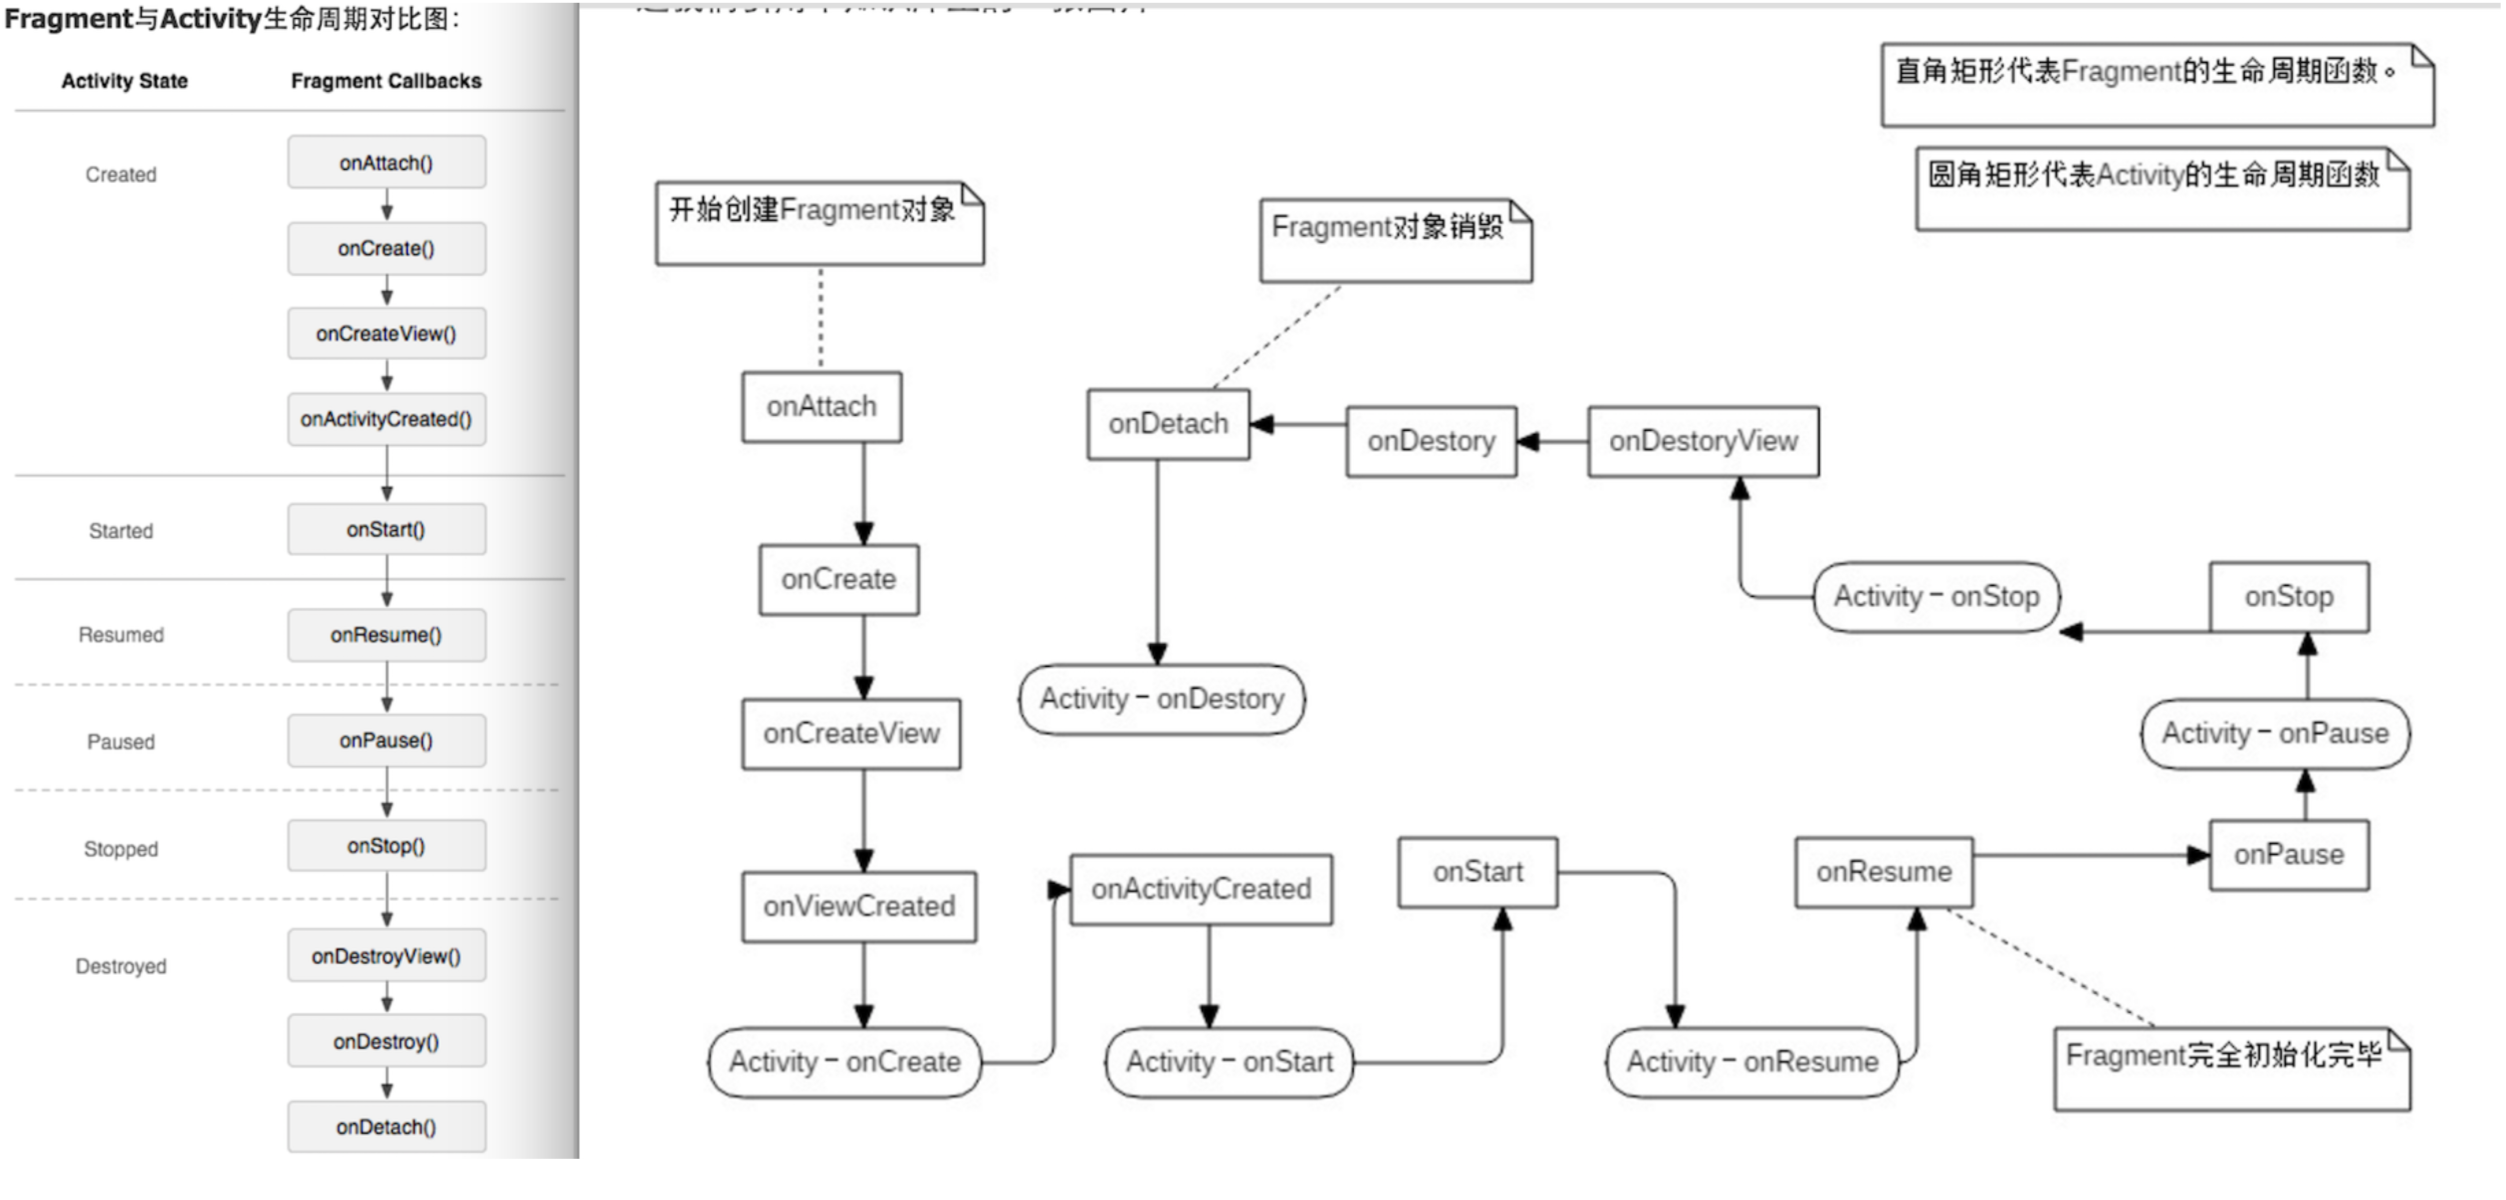 Fragment与Activity生命周期对比图：
Activity State
Fragment Callbacks
Created
onAttach()
onCreate()
onCreateView()
onActivityCreated()
Started
onStart()
Resumed
onResume()
Paused
onPause()
Stopped
onStop()
Destroyed
onDestroyView()
onDestroy()
onDetach()
直角矩形代表Fragment的生命周期函数。
圆角矩形代表Activity的生命周期函数
开始创建Fragment对象
Fragment对象销毁
onAttach
onDetach
onDestory
onDestoryView
onCreate
Activity－onStop
onStop
onCreateView
Activity－onDestory
Activity－onPause
onViewCreated
onActivityCreated
onStart
onResume
onPause
Activity－onCreate
Activity－onStart
Activity－onResume
Fragment完全初始化完毕